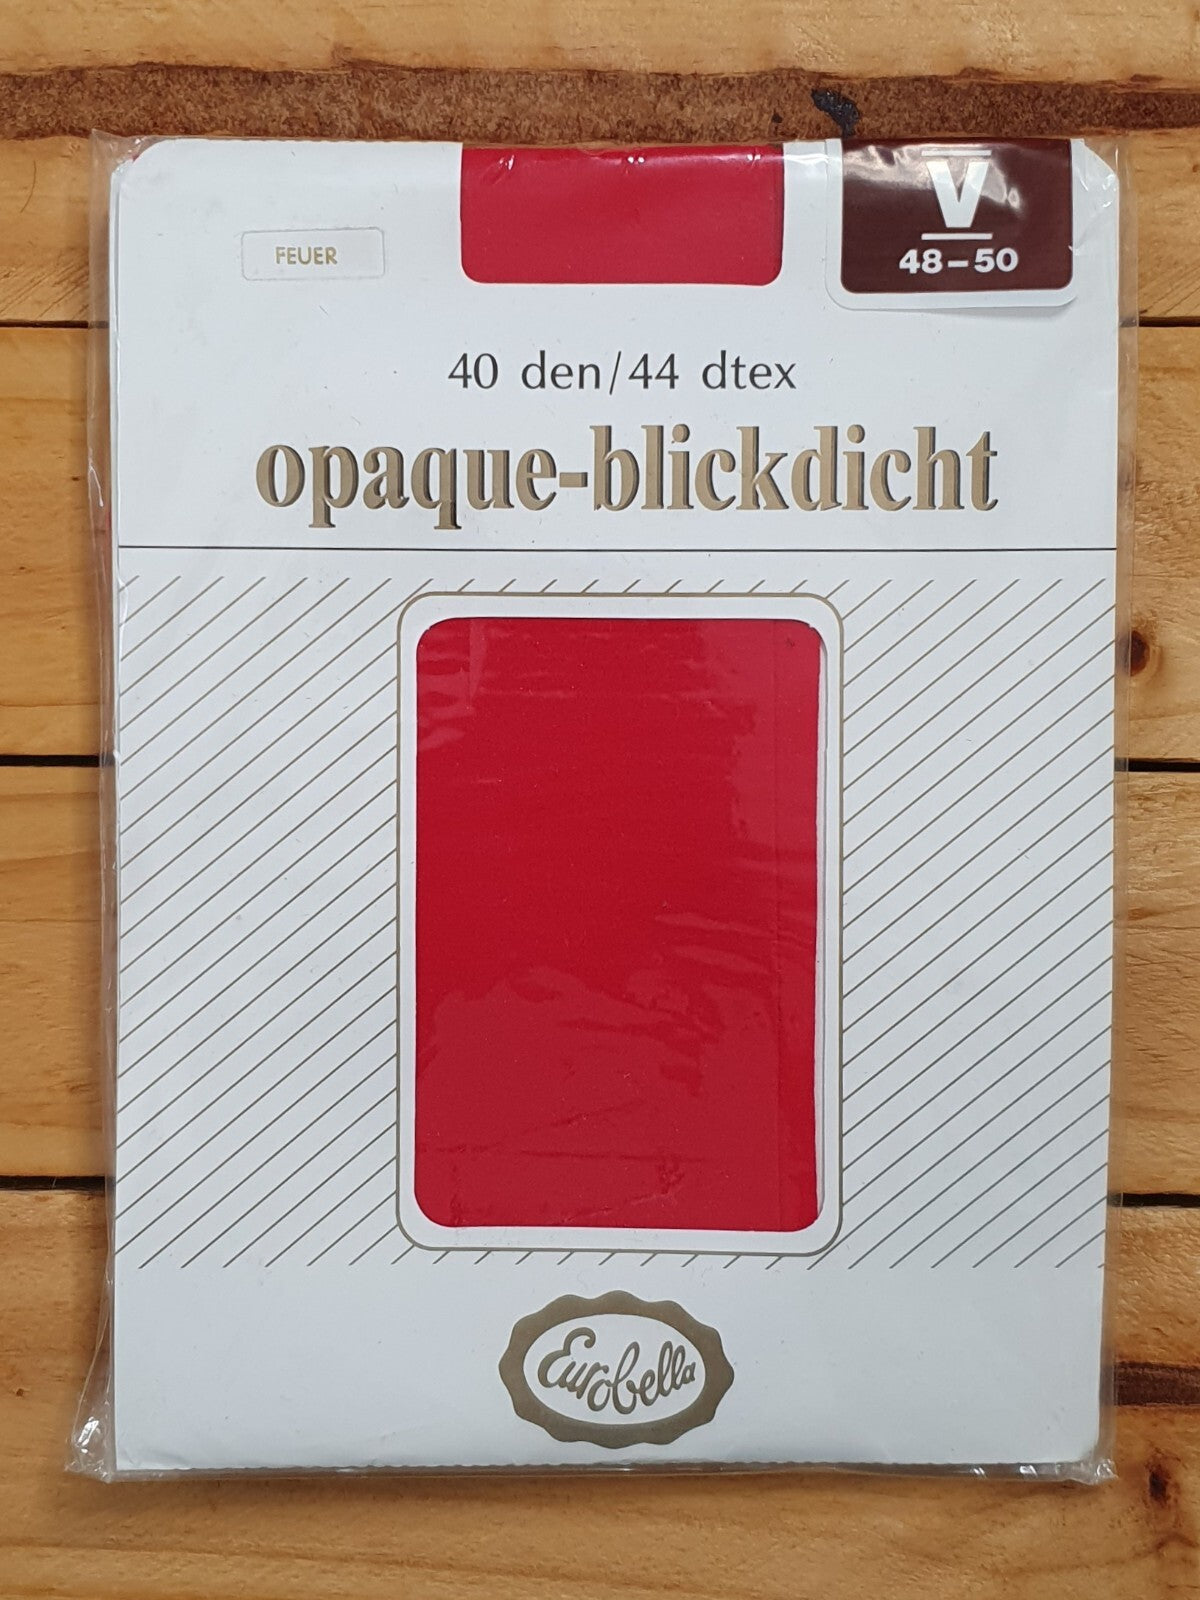 FEUER
V
48-50
40 den/44 dtex
opaque-blickdicht
Eurobella